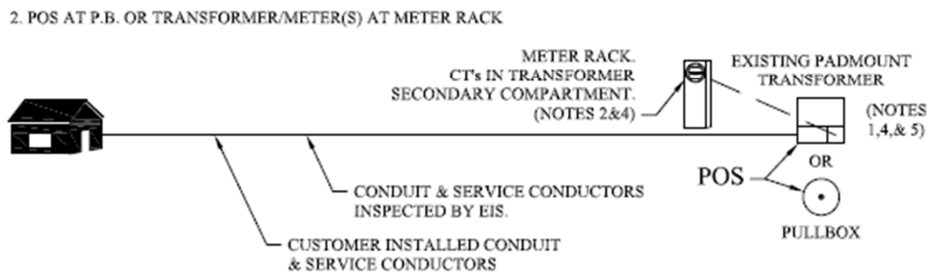 2. POS AT P.B. OR TRANSFORMER/METER(S) AT METER RACK
METER RACK.
CT's IN TRANSFORMER
SECONDARY COMPARTMENT.
(NOTES 2&4)
EXISTING PADMOUNT
TRANSFORMER
(NOTES
1,4,& 5)
OR
POS
PULLBOX
CONDUIT & SERVICE CONDUCTORS
INSPECTED BY EIS.
CUSTOMER INSTALLED CONDUIT
& SERVICE CONDUCTORS